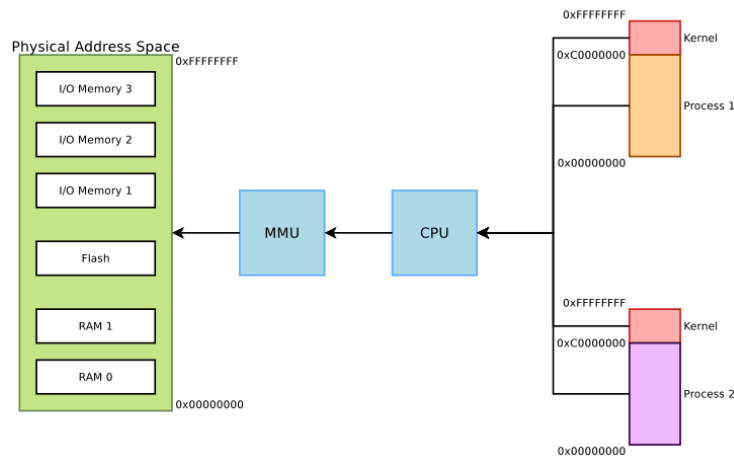 Physical Address Space
0xFFFFFFFF
I/O Memory 3
I/O Memory 2
I/O Memory 1
Flash
RAM 1
RAM 0
0x00000000
MMU
CPU
0xFFFFFFFF
Kernel
0xC0000000
Process 1
0x00000000
0xFFFFFFFF
Kernel
0xC0000000
Process 2
0x00000000